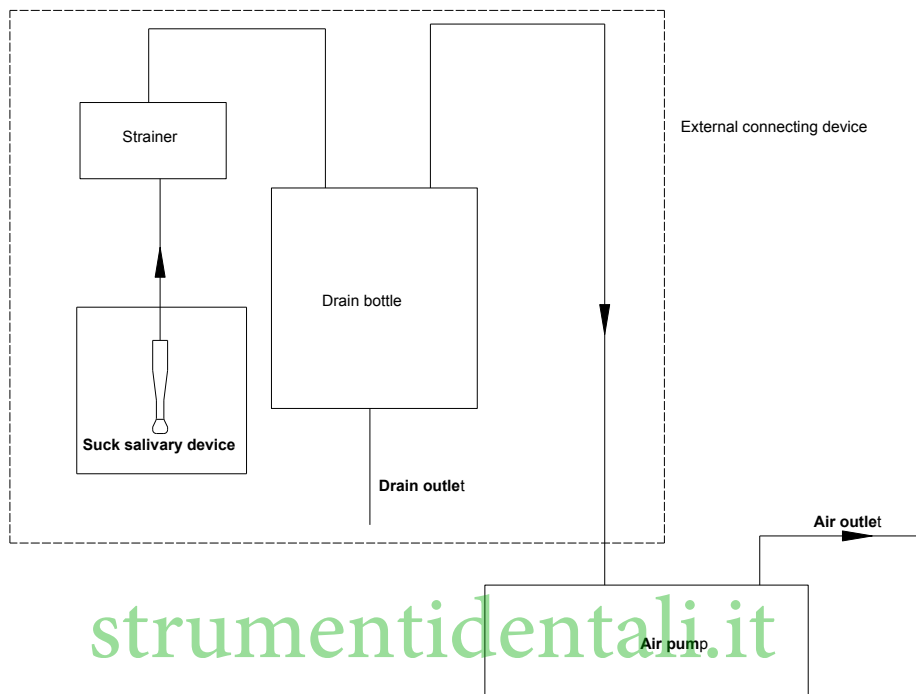 Strainer
External connecting device
Drain bottle
Suck salivary device
Drain outlet
Air outlet
strumentidentali.it
Air pump